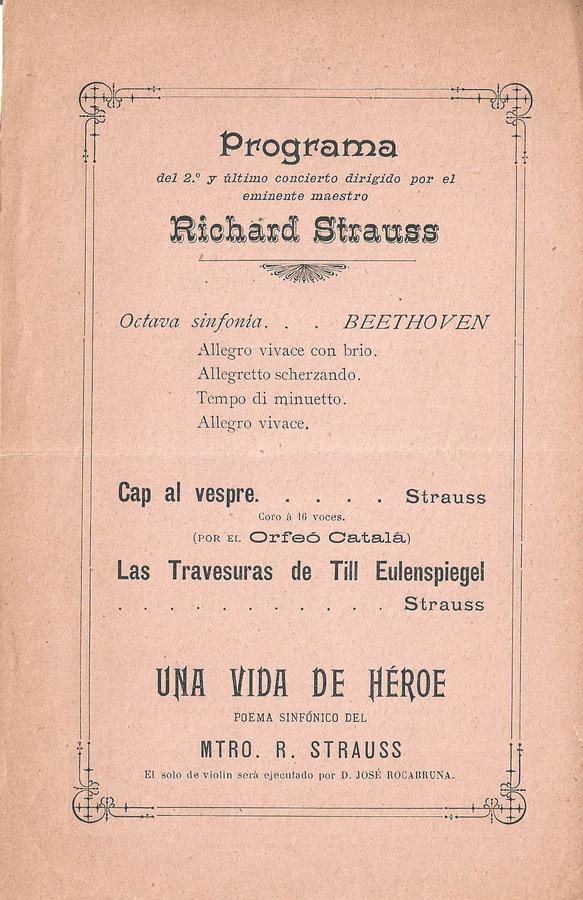 Programa
del 2.º y último concierto dirigido por el
eminente maestro
Richard Strauss
Octava sinfonia. . . BEETHOVEN
Allegro vivace con brio.
Allegretto scherzando.
Tempo di minuetto.
Allegro vivace.
Cap al vespre. . . . . Strauss
Coro à 16 voces.
(POR EL Orfeó Catalá)
Las Travesuras de Till Eulenspiegel
. . . . . . . . . . . Strauss
UNA VIDA DE HÉROE
POEMA SINFÓNICO DEL
MTRO. R. STRAUSS
El solo de violin será ejecutado por D. JOSÉ ROCABRUNA.